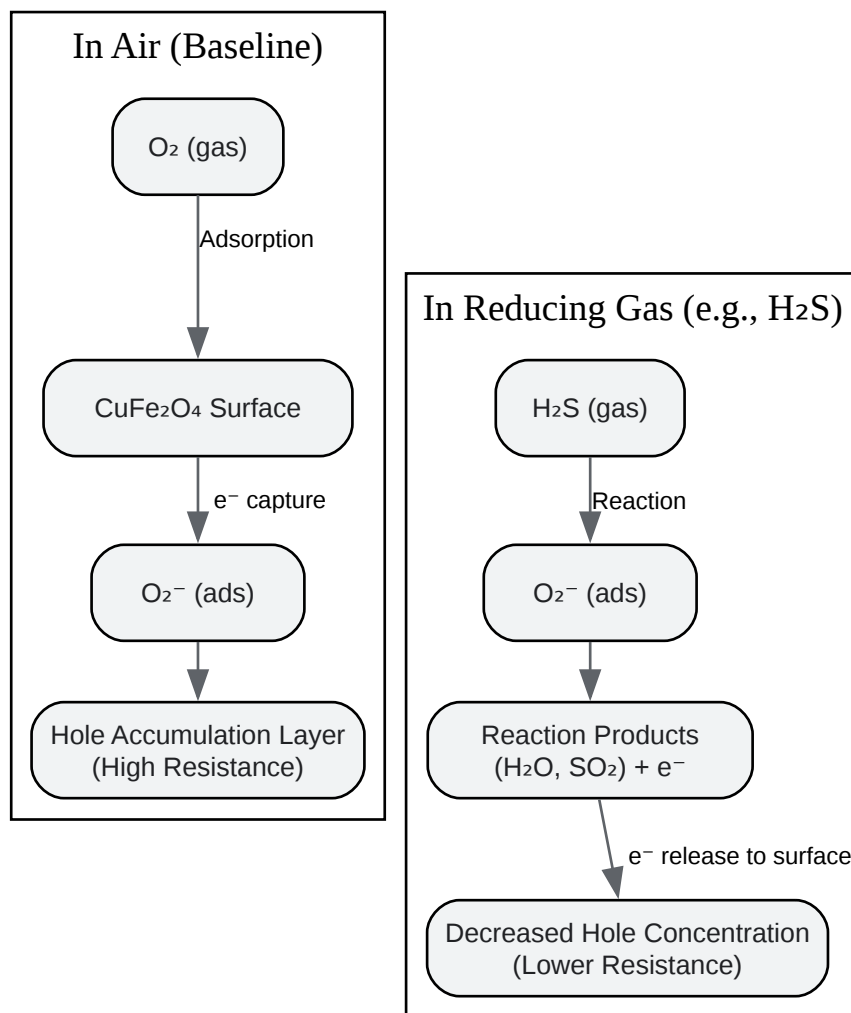 In Air (Baseline)
O₂ (gas)
Adsorption
CuFe₂O₄ Surface
e⁻ capture
O₂⁻ (ads)
Hole Accumulation Layer
(High Resistance)
In Reducing Gas (e.g., H₂S)
H₂S (gas)
Reaction
O₂⁻ (ads)
Reaction Products
(H₂O, SO₂) + e⁻
e⁻ release to surface
Decreased Hole Concentration
(Lower Resistance)